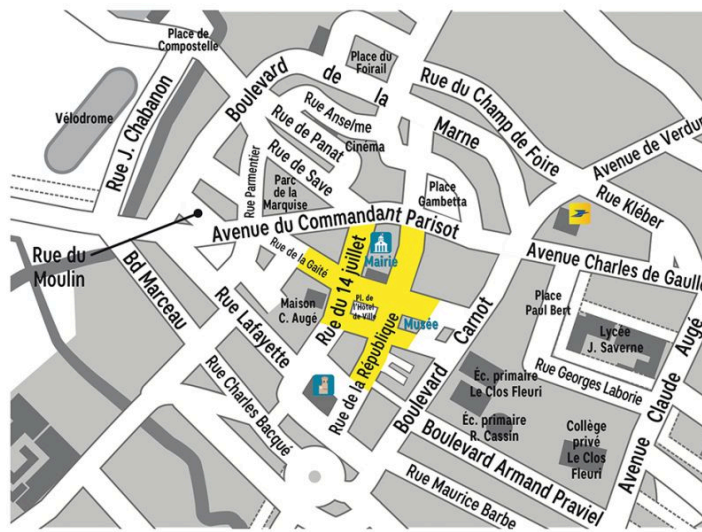 Place de
Compostelle
Boulevard
de
la
Marne
Place du
Foirail
Rue du Champ de Foire
Avenue de Verdun
Vélodrome
Rue J. Chabanon
Rue Anselme
Cinéma
Rue de Panat
Rue de Save
Rue Parmentier
Parc
de la
Marquise
Place
Gambetta
Rue Kléber
Avenue du Commandant Parisot
Avenue Charles de Gaulle
Rue du
Moulin
Bd Marceau
Rue de la Gaité
Rue du 14 juillet
Mairie
Pl. de
l'Hôtel
de Ville
Musée
Maison
C. Augé
Rue Lafayette
Rue de la République
Boulevard Carnot
Place
Paul Bert
Lycée
J. Saverne
Rue Georges Laborie
Avenue Claude Augé
Éc. primaire
Le Clos Fleuri
Éc. primaire
R. Cassin
Collège
privé
Le Clos
Fleuri
Rue Charles Bacqué
Boulevard Armand Praviel
Rue Maurice Barbe